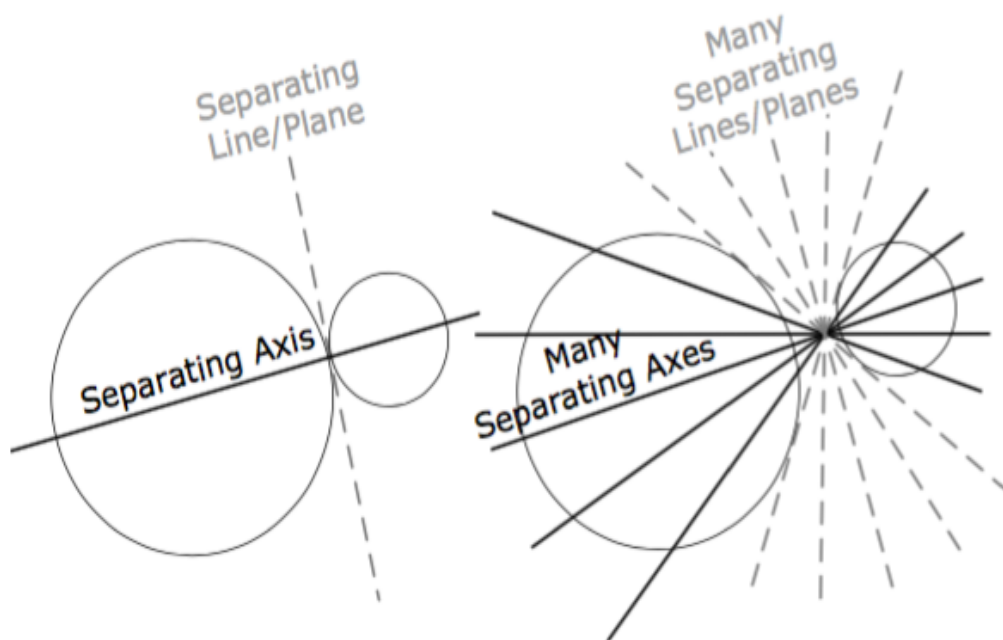 Separating
Line/Plane
Separating Axis
Many
Separating
Lines/Planes
Many
Separating Axes